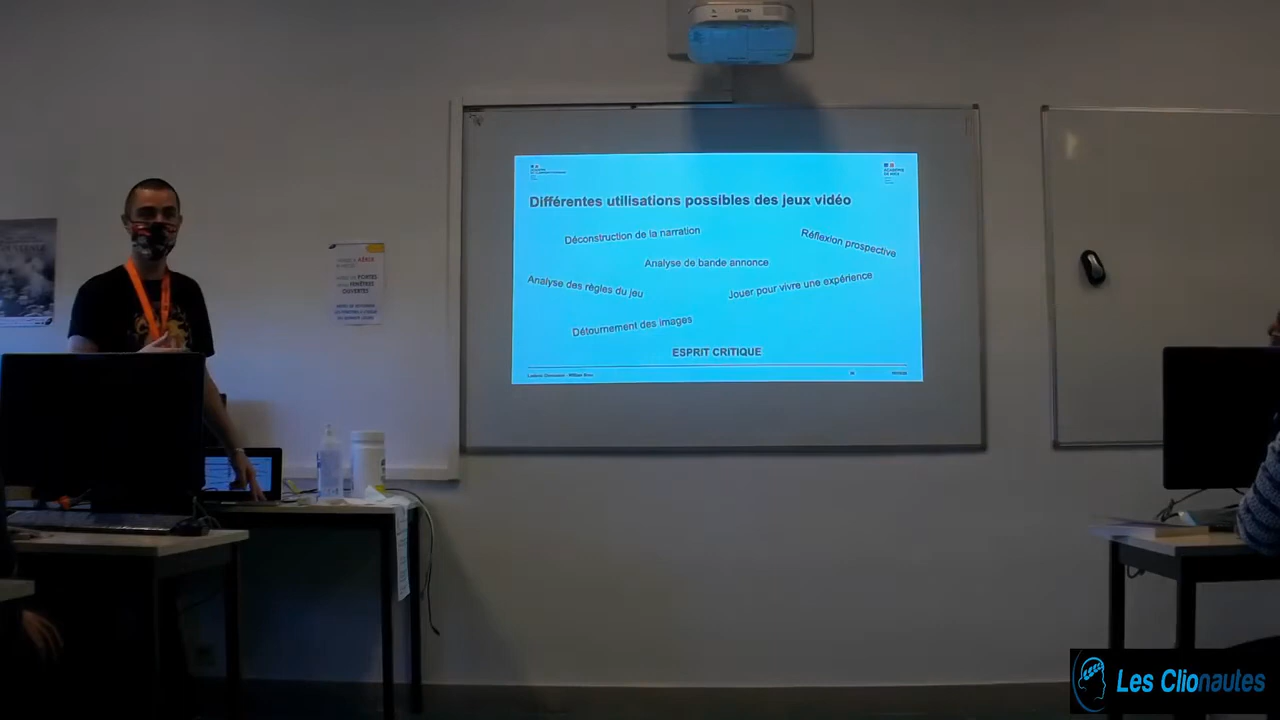 EPSON
Différentes utilisations possibles des jeux vidéo
Déconstruction de la narration
Réflexion prospective
Analyse de bande annonce
Analyse des règles du jeu
Jouer pour vivre une expérience
Détournement des images
ESPRIT CRITIQUE
Les Clionautes